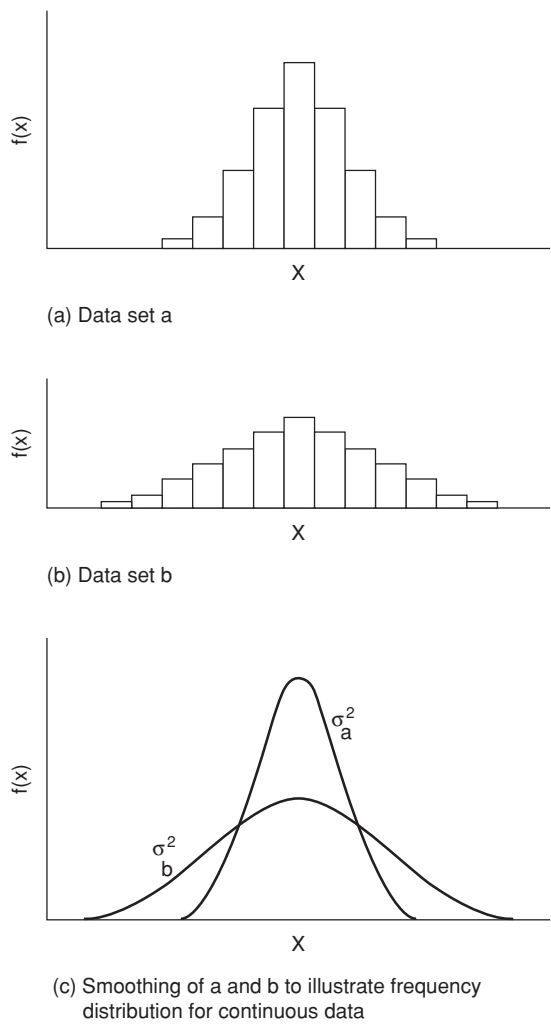 f(x)
X
(a) Data set a
f(x)
X
(b) Data set b
σ²a
σ²b
f(x)
X
(c) Smoothing of a and b to illustrate frequency
distribution for continuous data